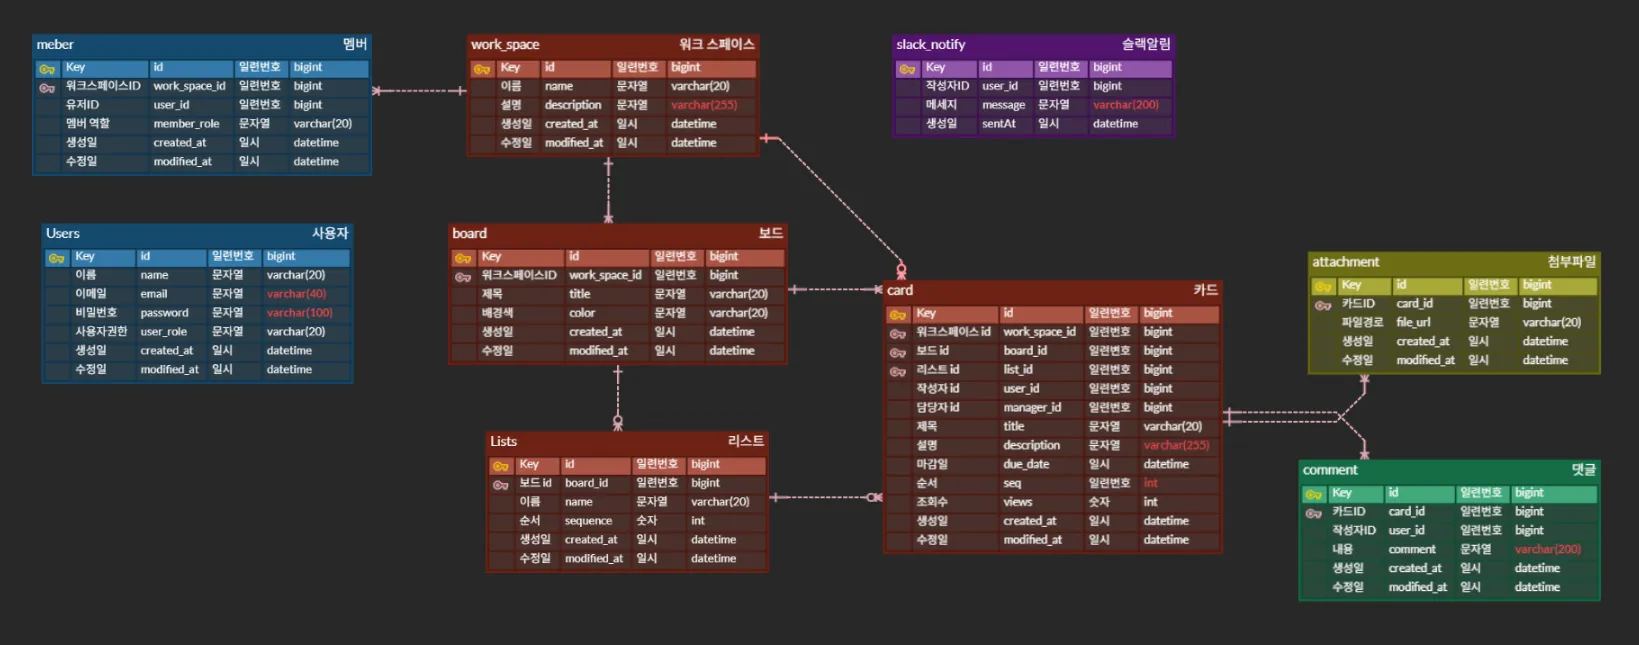 meber 멤버
Key id 일련번호 bigint
워크스페이스ID work_space_id 일련번호 bigint
유저ID user_id 일련번호 bigint
멤버 역할 member_role 문자열 varchar(20)
생성일 created_at 일시 datetime
수정일 modified_at 일시 datetime
work_space 워크 스페이스
Key id 일련번호 bigint
이름 name 문자열 varchar(20)
설명 description 문자열 varchar(255)
생성일 created_at 일시 datetime
수정일 modified_at 일시 datetime
slack_notify 슬랙알림
Key id 일련번호 bigint
작성자ID user_id 일련번호 bigint
메세지 message 문자열 varchar(200)
생성일 sentAt 일시 datetime
Users 사용자
Key id 일련번호 bigint
이름 name 문자열 varchar(20)
이메일 email 문자열 varchar(40)
비밀번호 password 문자열 varchar(100)
사용자권한 user_role 문자열 varchar(20)
생성일 created_at 일시 datetime
수정일 modified_at 일시 datetime
board 보드
Key id 일련번호 bigint
워크스페이스ID work_space_id 일련번호 bigint
제목 title 문자열 varchar(20)
배경색 color 문자열 varchar(20)
생성일 created_at 일시 datetime
수정일 modified_at 일시 datetime
card 카드
Key id 일련번호 bigint
워크스페이스 id work_space_id 일련번호 bigint
보드 id board_id 일련번호 bigint
리스트 id list_id 일련번호 bigint
작성자 id user_id 일련번호 bigint
담당자 id manager_id 일련번호 bigint
제목 title 문자열 varchar(20)
설명 description 문자열 varchar(255)
마감일 due_date 일시 datetime
순서 seq 일련번호 int
조회수 views 숫자 int
생성일 created_at 일시 datetime
수정일 modified_at 일시 datetime
attachment 첨부파일
Key id 일련번호 bigint
카드ID card_id 일련번호 bigint
파일경로 file_url 문자열 varchar(20)
생성일 created_at 일시 datetime
수정일 modified_at 일시 datetime
Lists 리스트
Key id 일련번호 bigint
보드 id board_id 일련번호 bigint
이름 name 문자열 varchar(20)
순서 sequence 숫자 int
생성일 created_at 일시 datetime
수정일 modified_at 일시 datetime
comment 댓글
Key id 일련번호 bigint
카드ID card_id 일련번호 bigint
작성자ID user_id 일련번호 bigint
내용 comment 문자열 varchar(200)
생성일 created_at 일시 datetime
수정일 modified_at 일시 datetime